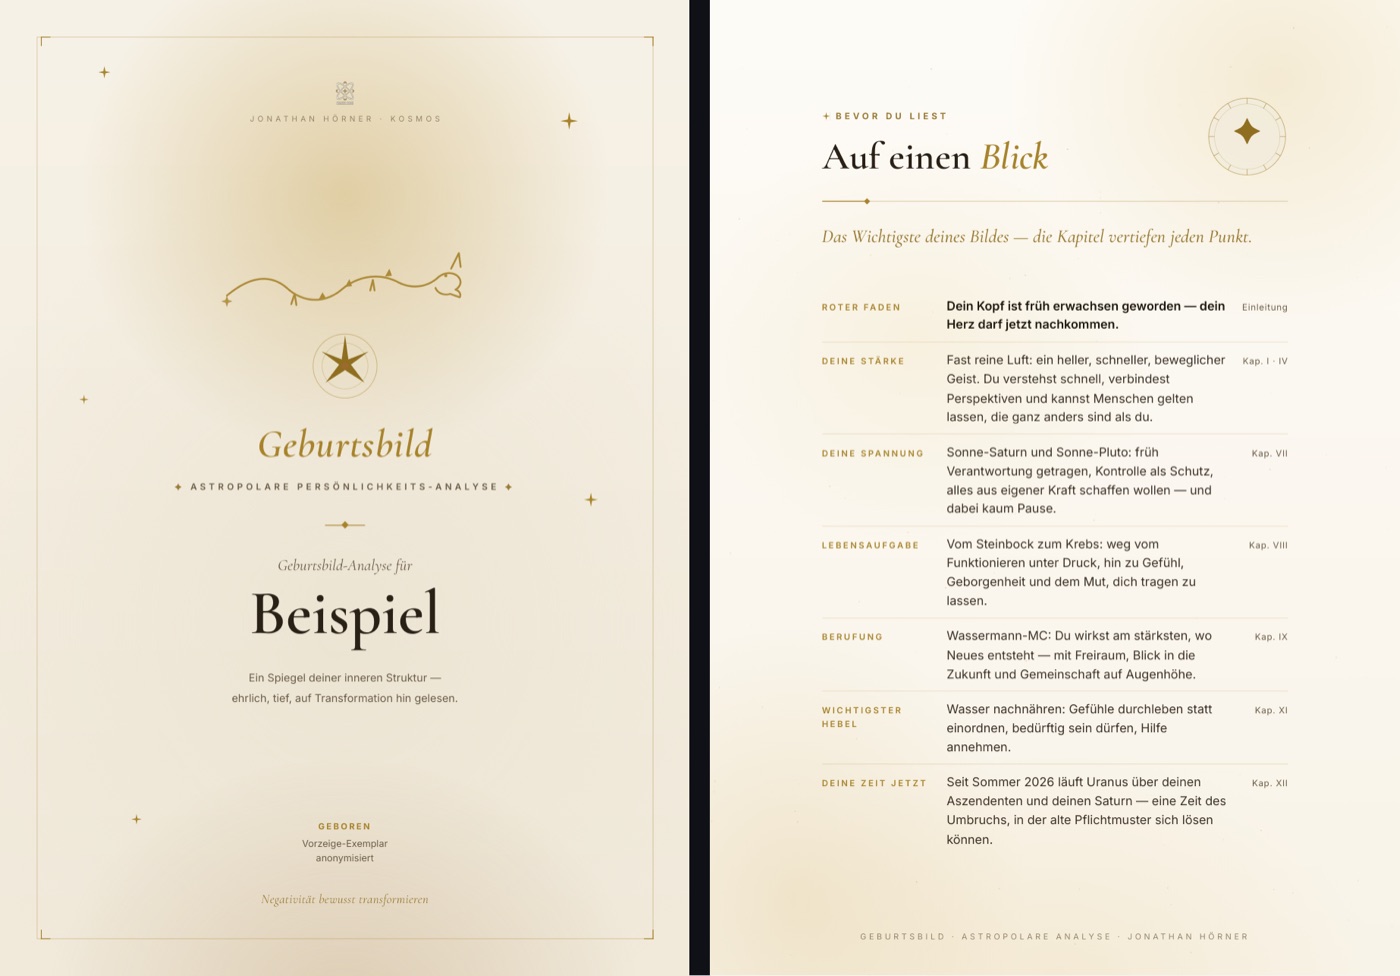 JONATHAN HÖRNER · KOSMOS
Geburtsbild
ASTROPOLARE PERSÖNLICHKEITS-ANALYSE
Geburtsbild-Analyse für
Beispiel
Ein Spiegel deiner inneren Struktur —
ehrlich, tief, auf Transformation hin gelesen.
GEBOREN
Vorzeige-Exemplar
anonymisiert
Negativität bewusst transformieren
BEVOR DU LIEST
Auf einen Blick
Das Wichtigste deines Bildes — die Kapitel vertiefen jeden Punkt.
ROTER FADEN
Dein Kopf ist früh erwachsen geworden — dein
Herz darf jetzt nachkommen.
Einleitung
DEINE STÄRKE
Fast reine Luft: ein heller, schneller, beweglicher
Geist. Du verstehst schnell, verbindest
Perspektiven und kannst Menschen gelten
lassen, die ganz anders sind als du.
Kap. I · IV
DEINE SPANNUNG
Sonne-Saturn und Sonne-Pluto: früh
Verantwortung getragen, Kontrolle als Schutz,
alles aus eigener Kraft schaffen wollen — und
dabei kaum Pause.
Kap. VII
LEBENSAUFGABE
Vom Steinbock zum Krebs: weg vom
Funktionieren unter Druck, hin zu Gefühl,
Geborgenheit und dem Mut, dich tragen zu
lassen.
Kap. VIII
BERUFUNG
Wassermann-MC: Du wirkst am stärksten, wo
Neues entsteht — mit Freiraum, Blick in die
Zukunft und Gemeinschaft auf Augenhöhe.
Kap. IX
WICHTIGSTER
HEBEL
Wasser nachnähren: Gefühle durchleben statt
einordnen, bedürftig sein dürfen, Hilfe
annehmen.
Kap. XI
DEINE ZEIT JETZT
Seit Sommer 2026 läuft Uranus über deinen
Aszendenten und deinen Saturn — eine Zeit des
Umbruchs, in der alte Pflichtmuster sich lösen
können.
Kap. XII
GEBURTSBILD · ASTROPOLARE ANALYSE · JONATHAN HÖRNER